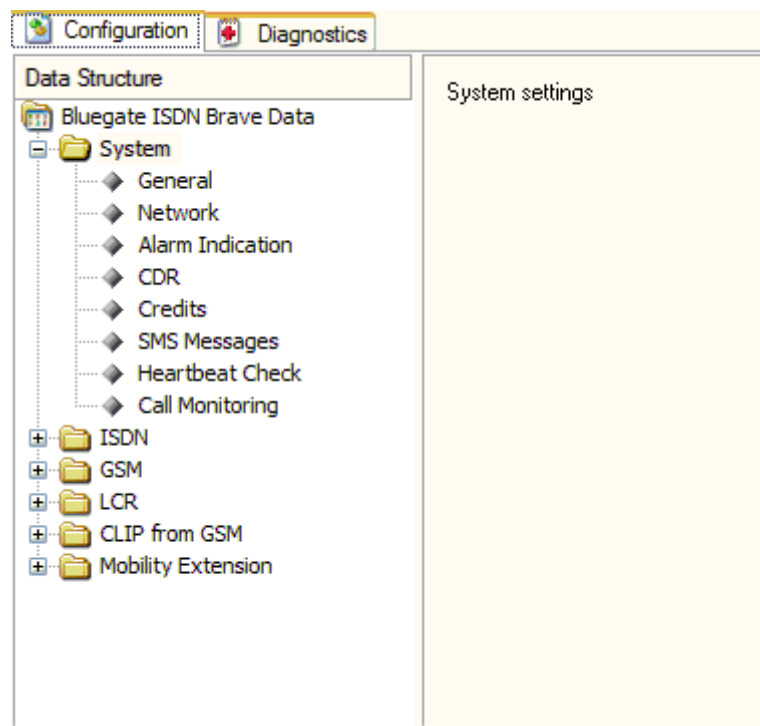 Configuration
Diagnostics
Data Structure
System settings
Bluegate ISDN Brave Data
System
General
Network
Alarm Indication
CDR
Credits
SMS Messages
Heartbeat Check
Call Monitoring
ISDN
GSM
LCR
CLIP from GSM
Mobility Extension